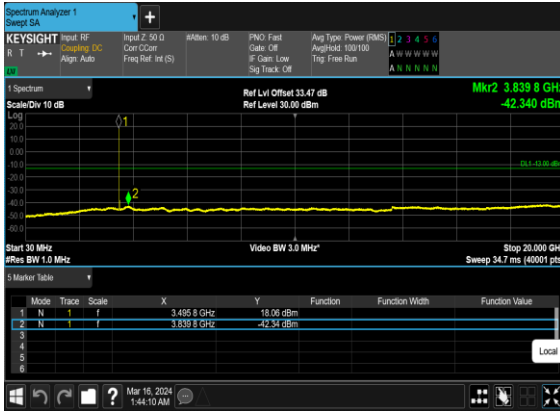 Spectrum Analyzer 1
Swept SA
+
KEYSIGHT Input: RF Input Z: 50 Ω #Atten: 10 dB PNO: Fast Avg Type: Power (RMS) 1 2 3 4 5 6
R T Coupling: DC Corr CCorr Gate: Off Avg|Hold: 100/100 A W W W W W
Align: Auto Freq Ref: Int (S) IF Gain: Low Trig: Free Run
Sig Track: Off A N N N N N
1 Spectrum Ref Lvl Offset 33.47 dB Mkr2 3.839 8 GHz
Scale/Div 10 dB Ref Level 30.00 dBm -42.340 dBm
Log
20.0
10.0
0.00
-10.0
-20.0
-30.0
-40.0
-50.0
-60.0
1
2
DL1 -13.00 dBm
Start 30 MHz Video BW 3.0 MHz* Stop 20.000 GHz
#Res BW 1.0 MHz Sweep 34.7 ms (40001 pts)
5 Marker Table
Mode Trace Scale X Y Function Function Width Function Value
1 N 1 f 3.495 8 GHz 18.06 dBm
2 N 1 f 3.839 8 GHz -42.34 dBm
3
4
5
6
Local
? Mar 16, 2024
1:44:10 AM